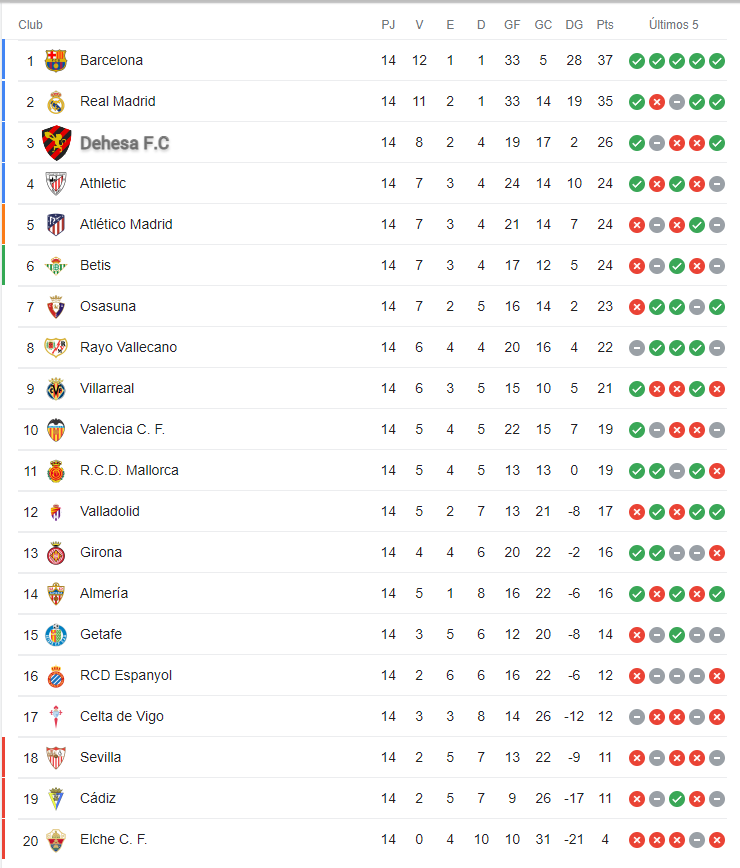 Club PJ V E D GF GC DG Pts Últimos 5
1 Barcelona 14 12 1 1 33 5 28 37
2 Real Madrid 14 11 2 1 33 14 19 35
3 Dehesa F.C 14 8 2 4 19 17 2 26
4 Athletic 14 7 3 4 24 14 10 24
5 Atlético Madrid 14 7 3 4 21 14 7 24
6 Betis 14 7 3 4 17 12 5 24
7 Osasuna 14 7 2 5 16 14 2 23
8 Rayo Vallecano 14 6 4 4 20 16 4 22
9 Villarreal 14 6 3 5 15 10 5 21
10 Valencia C. F. 14 5 4 5 22 15 7 19
11 R.C.D. Mallorca 14 5 4 5 13 13 0 19
12 Valladolid 14 5 2 7 13 21 -8 17
13 Girona 14 4 4 6 20 22 -2 16
14 Almería 14 5 1 8 16 22 -6 16
15 Getafe 14 3 5 6 12 20 -8 14
16 RCD Espanyol 14 2 6 6 16 22 -6 12
17 Celta de Vigo 14 3 3 8 14 26 -12 12
18 Sevilla 14 2 5 7 13 22 -9 11
19 Cádiz 14 2 5 7 9 26 -17 11
20 Elche C. F. 14 0 4 10 10 31 -21 4